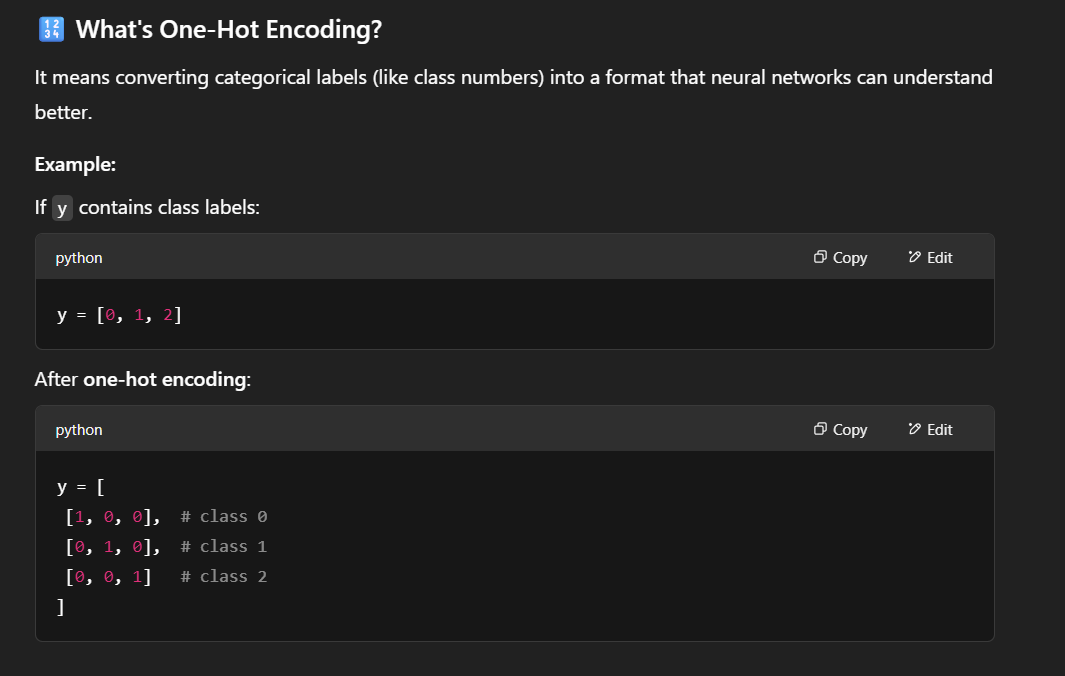 🔢 What's One-Hot Encoding?
It means converting categorical labels (like class numbers) into a format that neural networks can understand
better.
Example:
If y contains class labels:
python Copy Edit
y = [0, 1, 2]
After one-hot encoding:
python Copy Edit
y = [
[1, 0, 0], # class 0
[0, 1, 0], # class 1
[0, 0, 1] # class 2
]